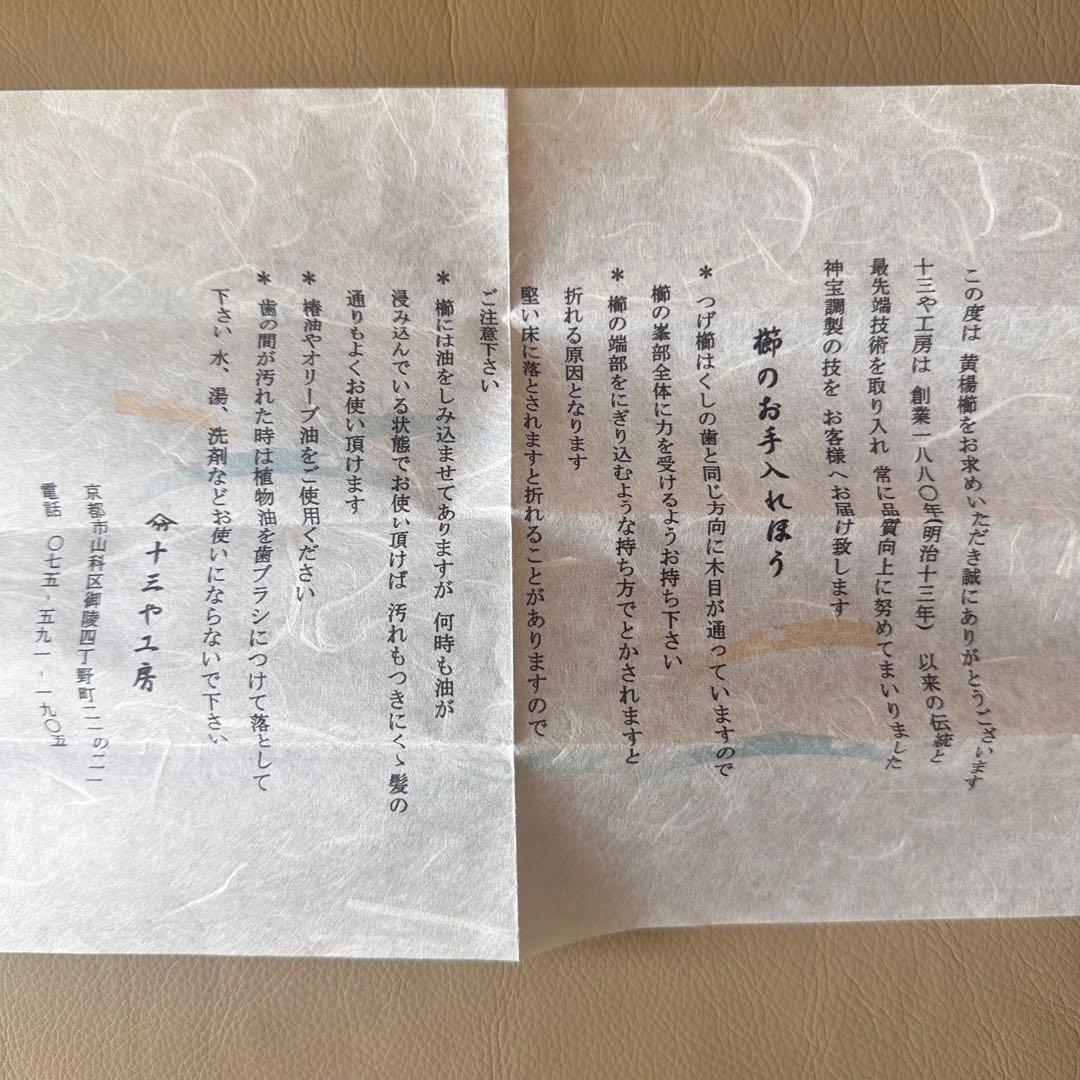 この度は 黄楊櫛をお求めいただき誠にありがとうございます
十三や工房は 創業一八八〇年(明治十三年) 以来の伝統と
最先端技術を取り入れ 常に品質向上に努めてまいりました
神宝調製の技を お客様へお届け致します
櫛のお手入れほう
* つげ櫛はくしの歯と同じ方向に木目が通っていますので
櫛の峯部全体に力を受けるようお持ち下さい
* 櫛の端部をにぎり込むような持ち方でとかされますと
折れる原因となります
堅い床に落とされますと折れることがありますので
ご注意下さい
* 櫛には油をしみ込ませてありますが 何時も油が
浸み込んでいる状態でお使い頂けば 汚れもつきにくゝ髪の
通りもよくお使い頂けます
* 椿油やオリーブ油をご使用ください
* 歯の間が汚れた時は植物油を歯ブラシにつけて落として
下さい 水、湯、洗剤などお使いにならないで下さい
十三や工房
京都市山科区御陵四丁野町二二の二一
電話 〇七五-五九一-一九〇五